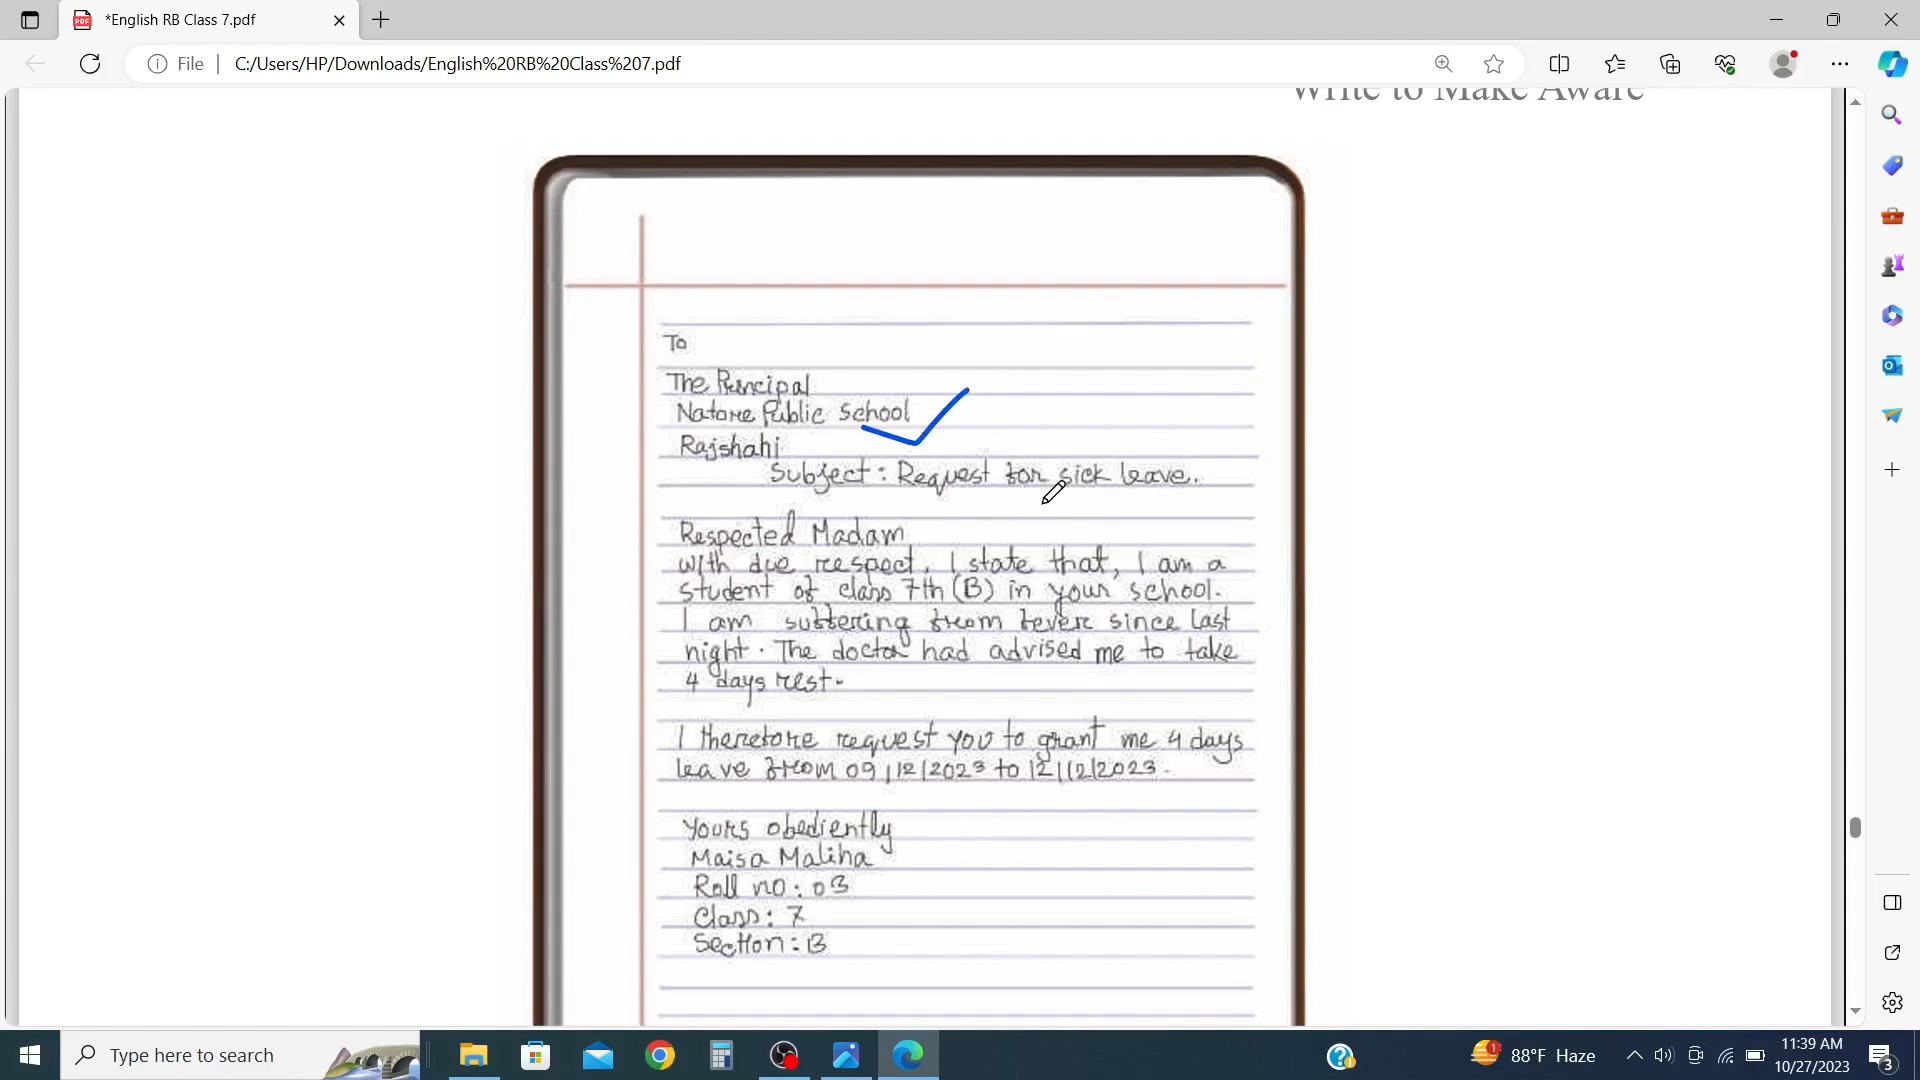 *English RB Class 7.pdf
File
C:/Users/HP/Downloads/English%20RB%20Class%207.pdf
Write to Make Aware
To
The Principal
Natore Public School
Rajshahi
Subject: Request for sick leave.
Respected Madam
with due respect, I state that, I am a
student of class 7th (B) in your school.
I am suffering from fever since last
night. The doctor had advised me to take
4 days rest.
I therefore request you to grant me 4 days
leave from 09/12/2023 to 12/12/2023.
Yours obediently
Maisa Maliha
Roll no: 03
Class: 7
Section: B
Type here to search
88°F Haze
11:39 AM
10/27/2023
3